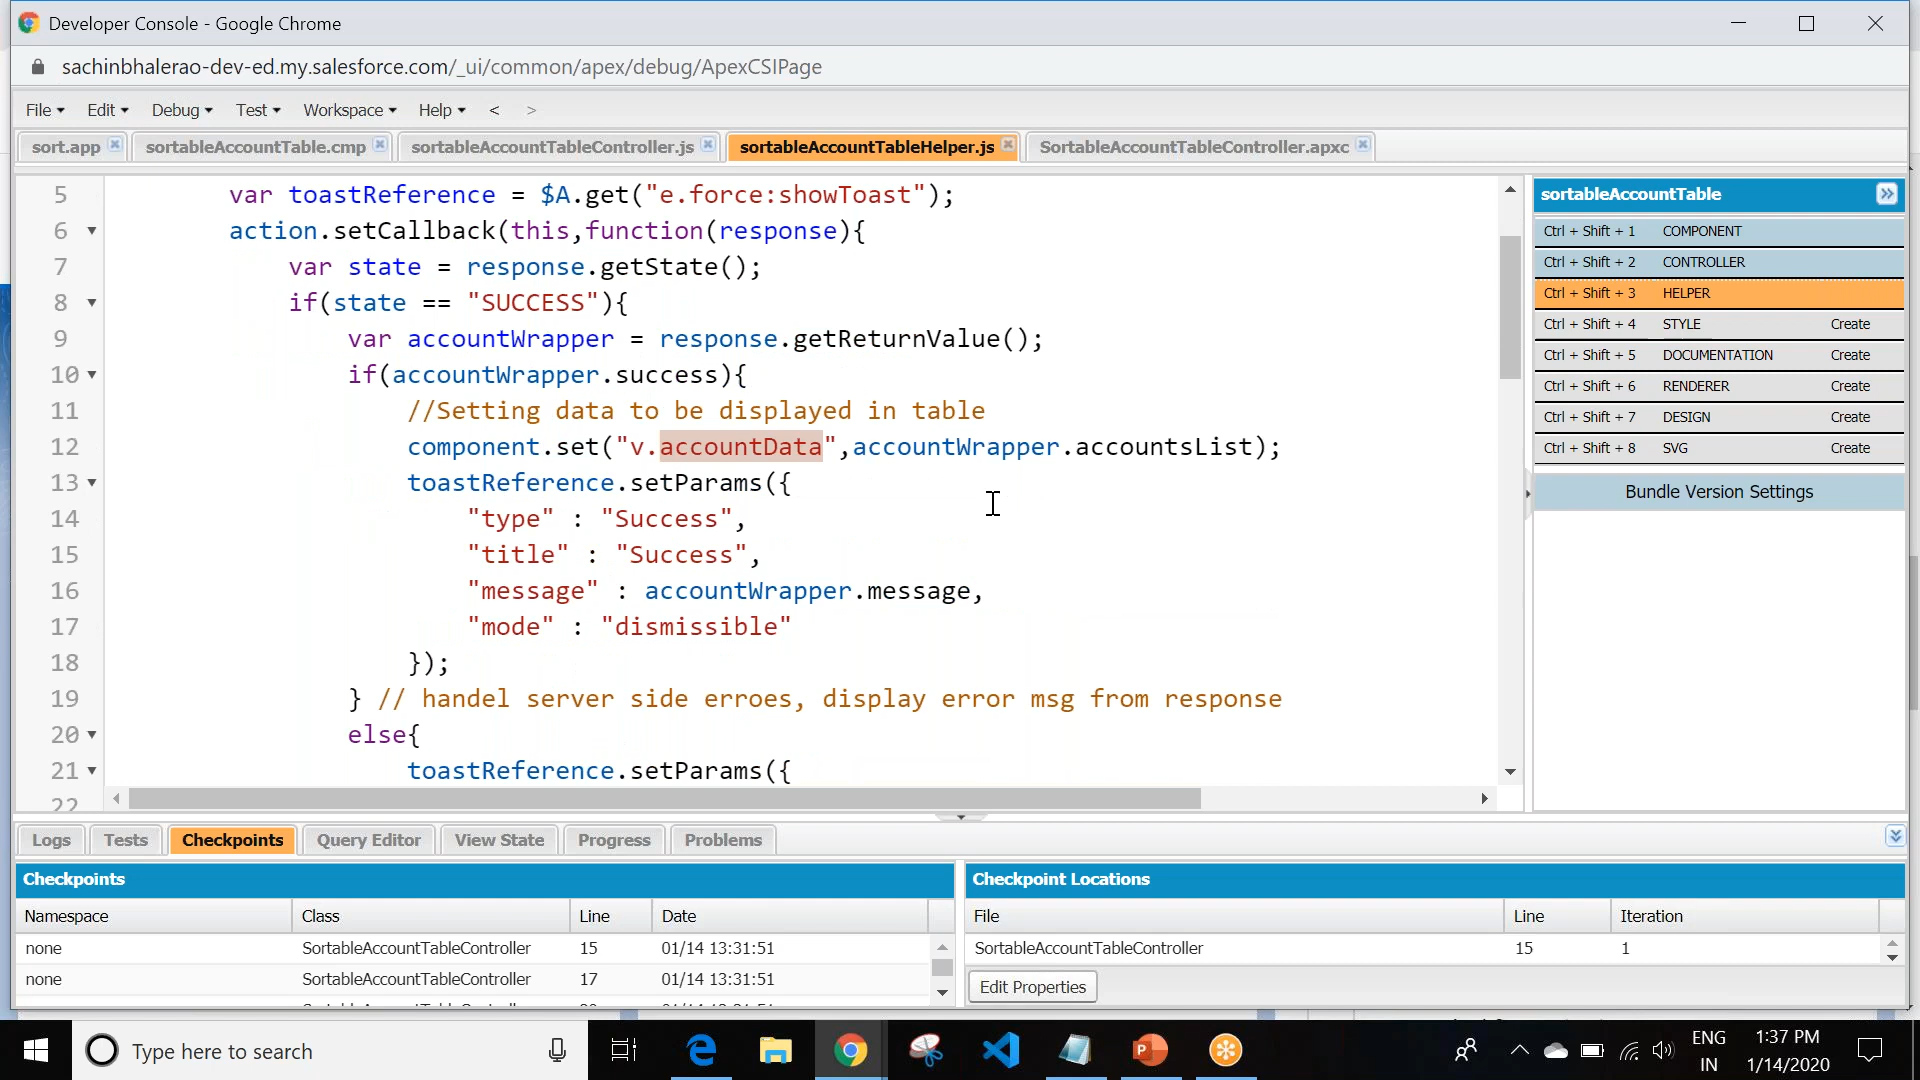 Developer Console - Google Chrome
sachinbhalerao-dev-ed.my.salesforce.com/_ui/common/apex/debug/ApexCSIPage
File Edit Debug Test Workspace Help < >
sort.app sortableAccountTable.cmp sortableAccountTableController.js sortableAccountTableHelper.js SortableAccountTableController.apxc
5 var toastReference = $A.get("e.force:showToast");
6 action.setCallback(this,function(response){
7 var state = response.getState();
8 if(state == "SUCCESS"){
9 var accountWrapper = response.getReturnValue();
10 if(accountWrapper.success){
11 //Setting data to be displayed in table
12 component.set("v.accountData",accountWrapper.accountsList);
13 toastReference.setParams({
14 "type" : "Success",
15 "title" : "Success",
16 "message" : accountWrapper.message,
17 "mode" : "dismissible"
18 });
19 } // handel server side erroes, display error msg from response
20 else{
21 toastReference.setParams({
22
sortableAccountTable
Ctrl + Shift + 1 COMPONENT
Ctrl + Shift + 2 CONTROLLER
Ctrl + Shift + 3 HELPER
Ctrl + Shift + 4 STYLE Create
Ctrl + Shift + 5 DOCUMENTATION Create
Ctrl + Shift + 6 RENDERER Create
Ctrl + Shift + 7 DESIGN Create
Ctrl + Shift + 8 SVG Create
Bundle Version Settings
Logs Tests Checkpoints Query Editor View State Progress Problems
Checkpoints
Namespace Class Line Date
none SortableAccountTableController 15 01/14 13:31:51
none SortableAccountTableController 17 01/14 13:31:51
Checkpoint Locations
File Line Iteration
SortableAccountTableController 15 1
Edit Properties
Type here to search
ENG
IN
1:37 PM
1/14/2020